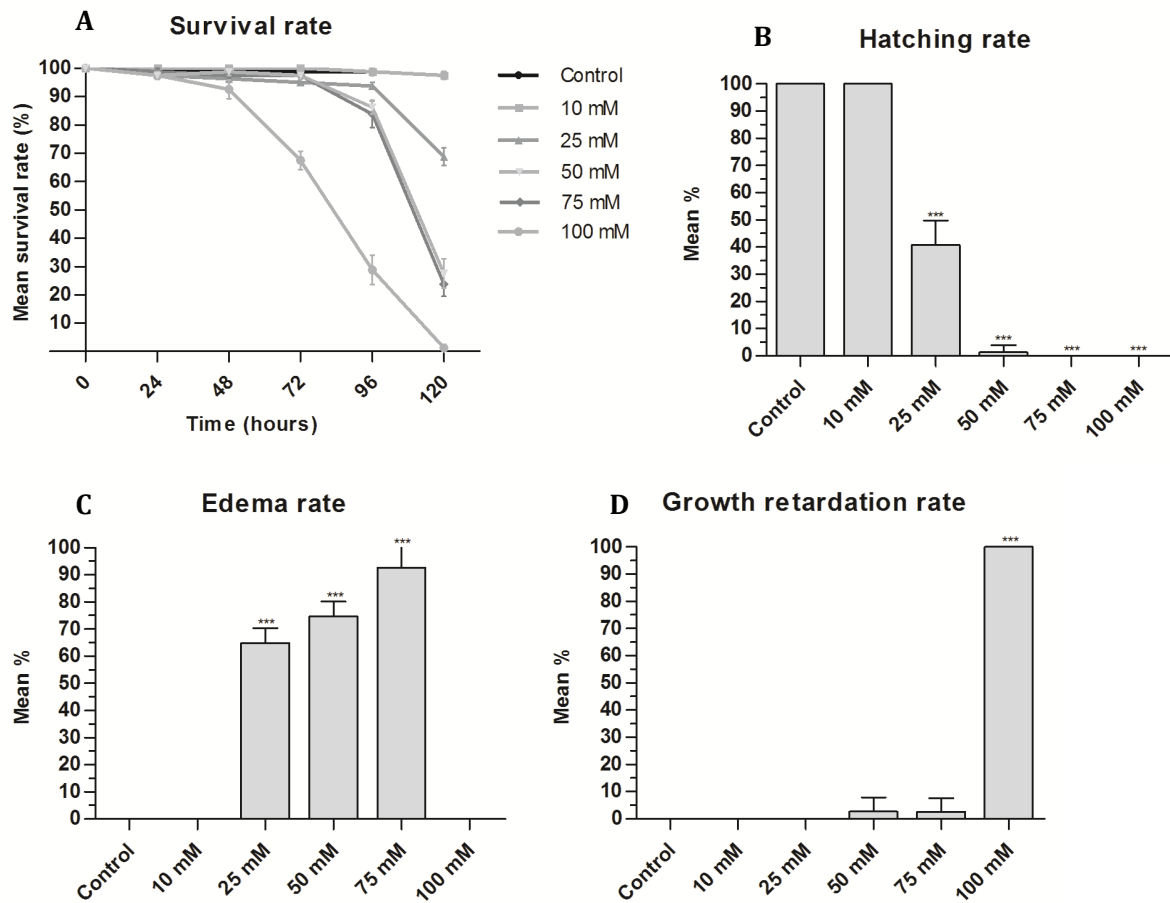 A
Survival rate
Mean survival rate (%)
100
90
80
70
60
50
40
30
20
10
0
24
48
72
96
120
Time (hours)
Control
10 mM
25 mM
50 mM
75 mM
100 mM
B
Hatching rate
Mean %
100
90
80
70
60
50
40
30
20
10
0
***
***
***
***
Control
10 mM
25 mM
50 mM
75 mM
100 mM
C
Edema rate
Mean %
100
90
80
70
60
50
40
30
20
10
0
***
***
***
Control
10 mM
25 mM
50 mM
75 mM
100 mM
D
Growth retardation rate
Mean %
100
90
80
70
60
50
40
30
20
10
0
***
Control
10 mM
25 mM
50 mM
75 mM
100 mM